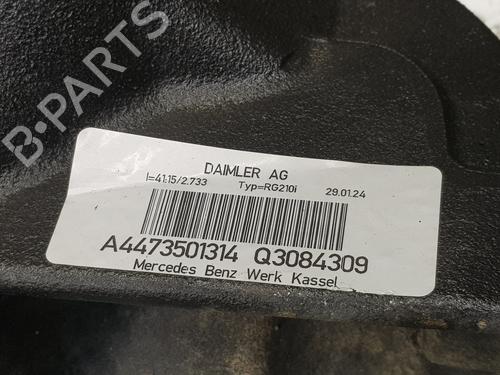 B-PARTS
DAIMLER AG
I=41:15/2.733 Typ=RG210i 29.01.24
A4473501314 Q3084309
Mercedes Benz Werk Kassel